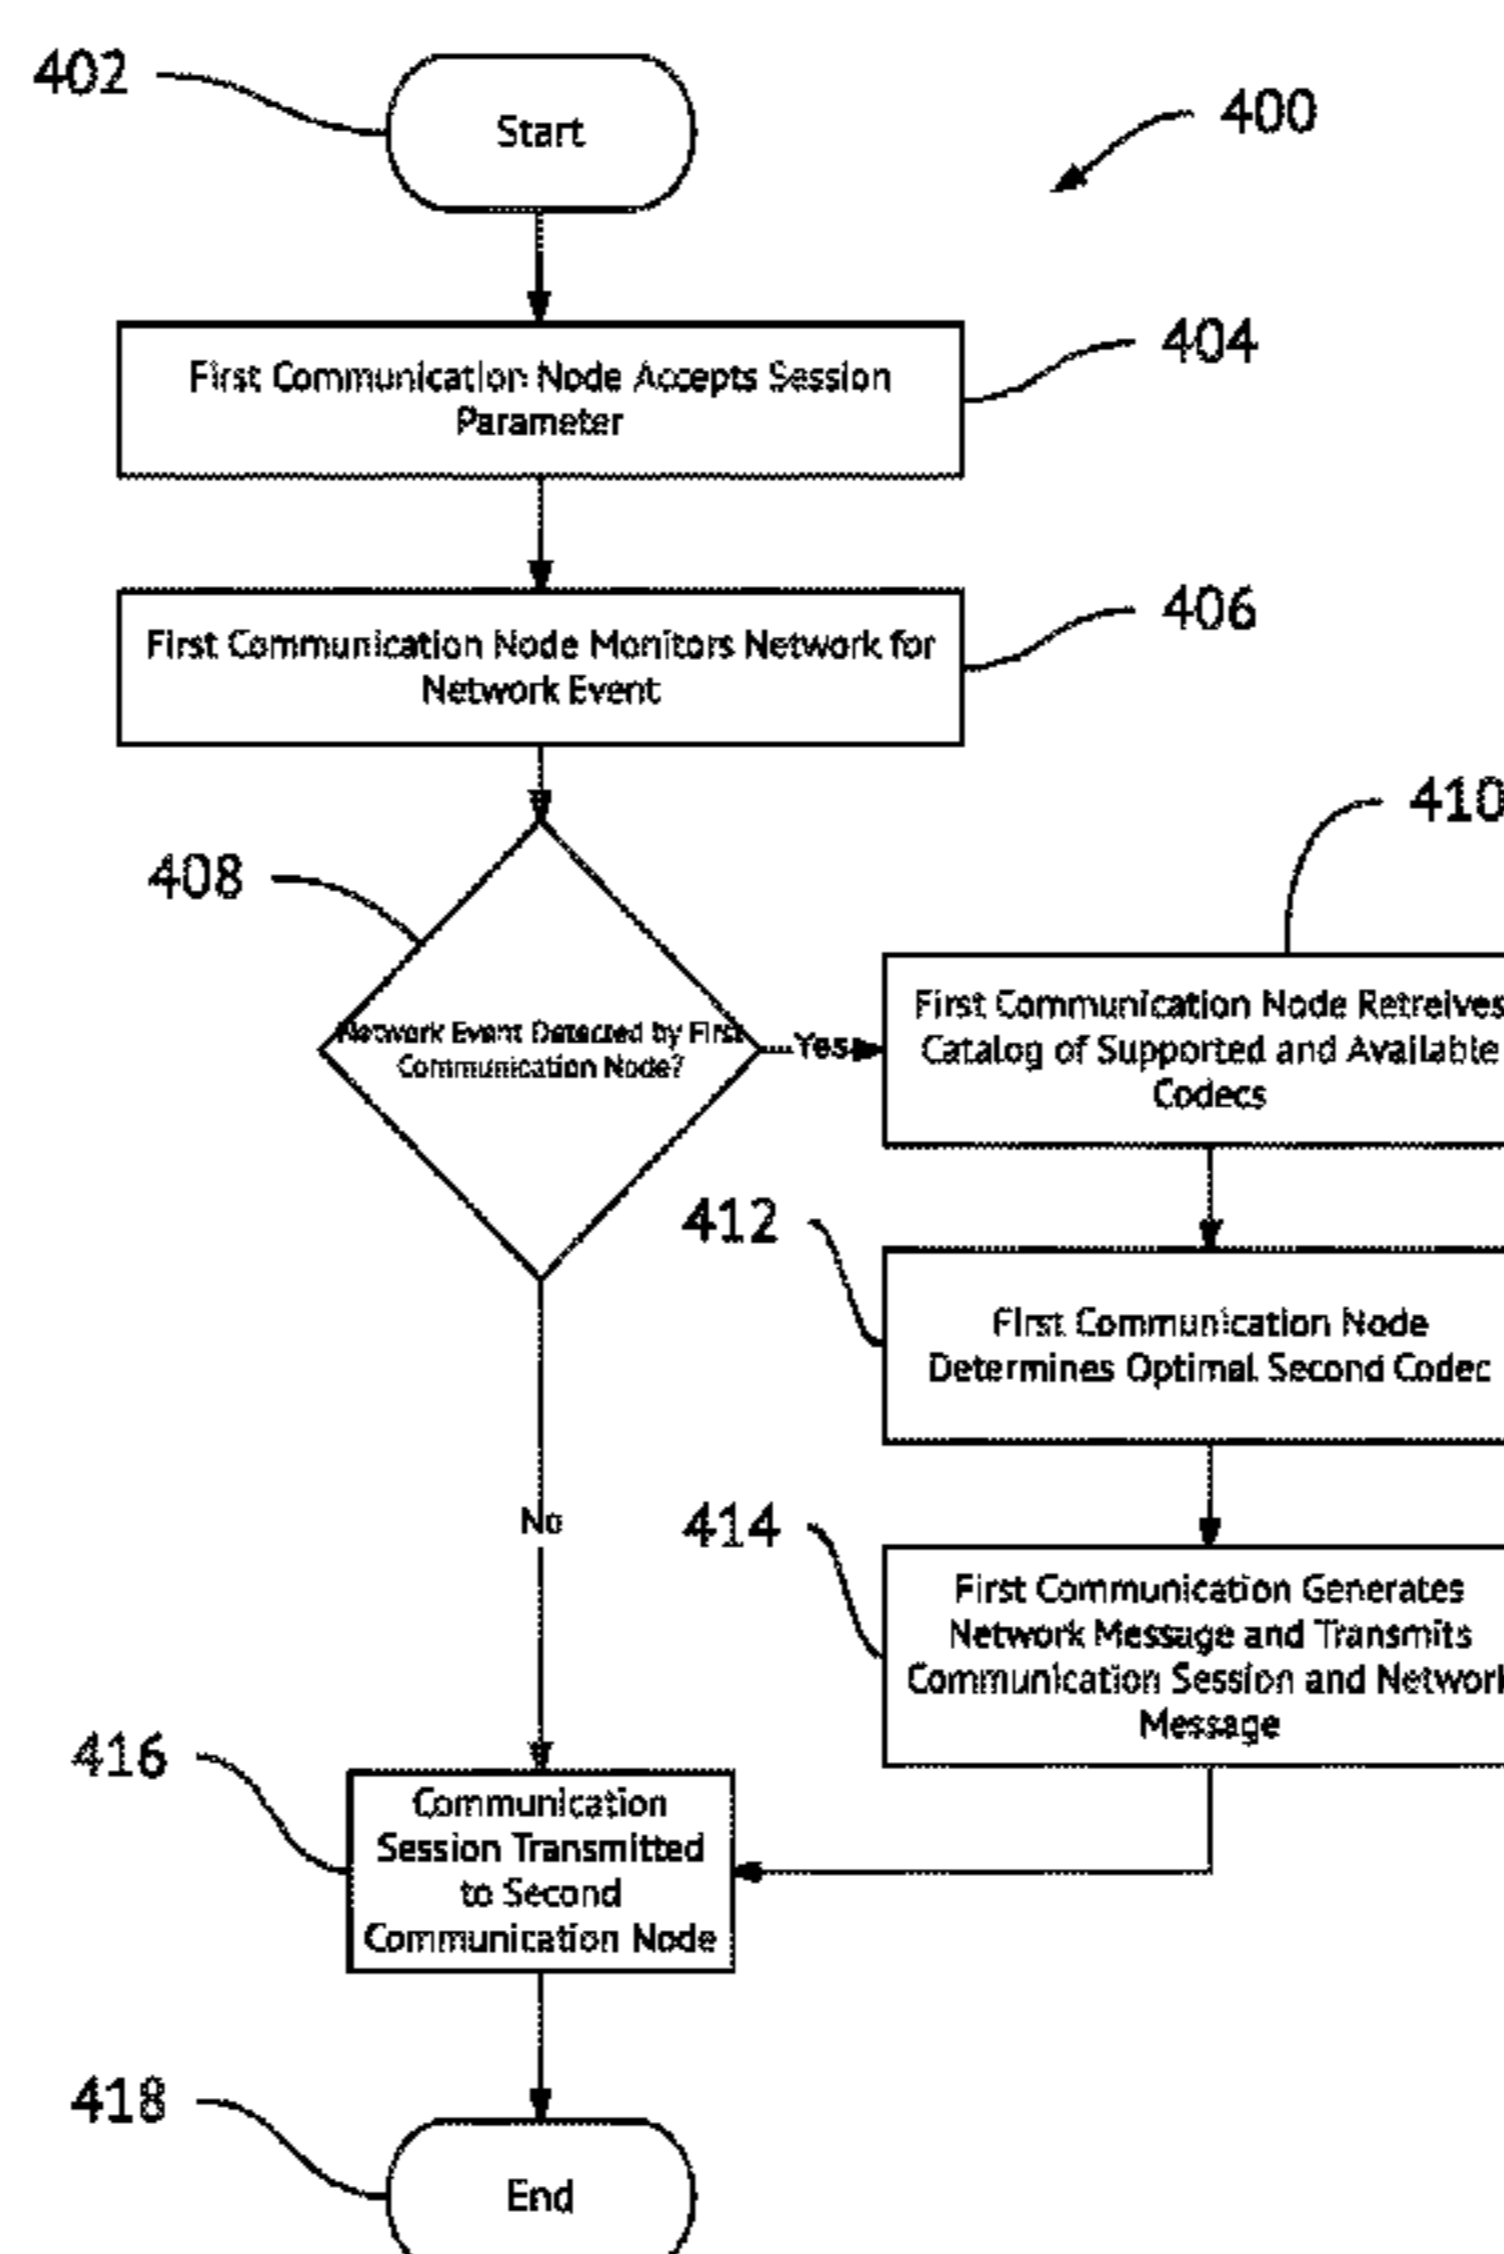 402
Start
400
First Communication Node Accepts Session
Parameter
404
First Communication Node Monitors Network for
Network Event
406
410
408
Network Event Detected by First
Communication Node?
Yes
First Communication Node Retreives
Catalog of Supported and Available
Codecs
412
First Communication Node
Determines Optimal Second Codec
No
414
First Communication Generates
Network Message and Transmits
Communication Session and Network
Message
416
Communication
Session Transmitted
to Second
Communication Node
418
End